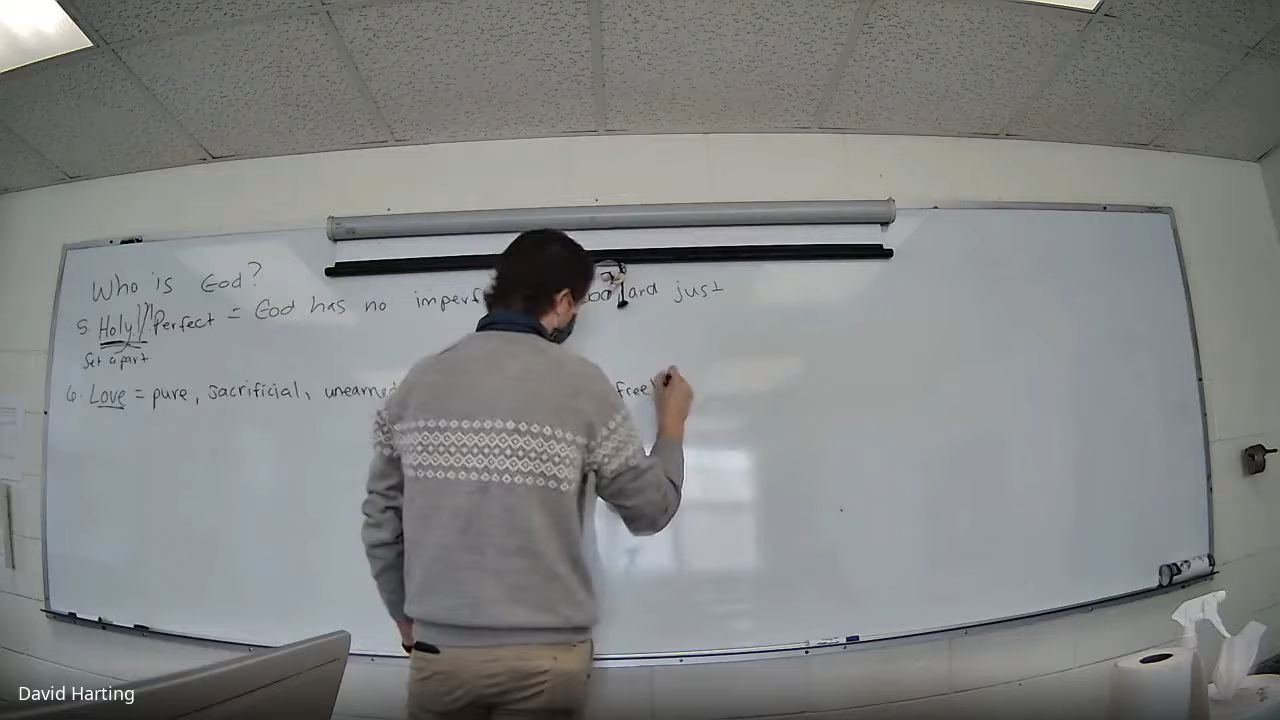 Who is God?
5. Holy // Perfect = God has no imperf and just
Set apart
6. Love = pure, sacrificial, unearned free
David Harting